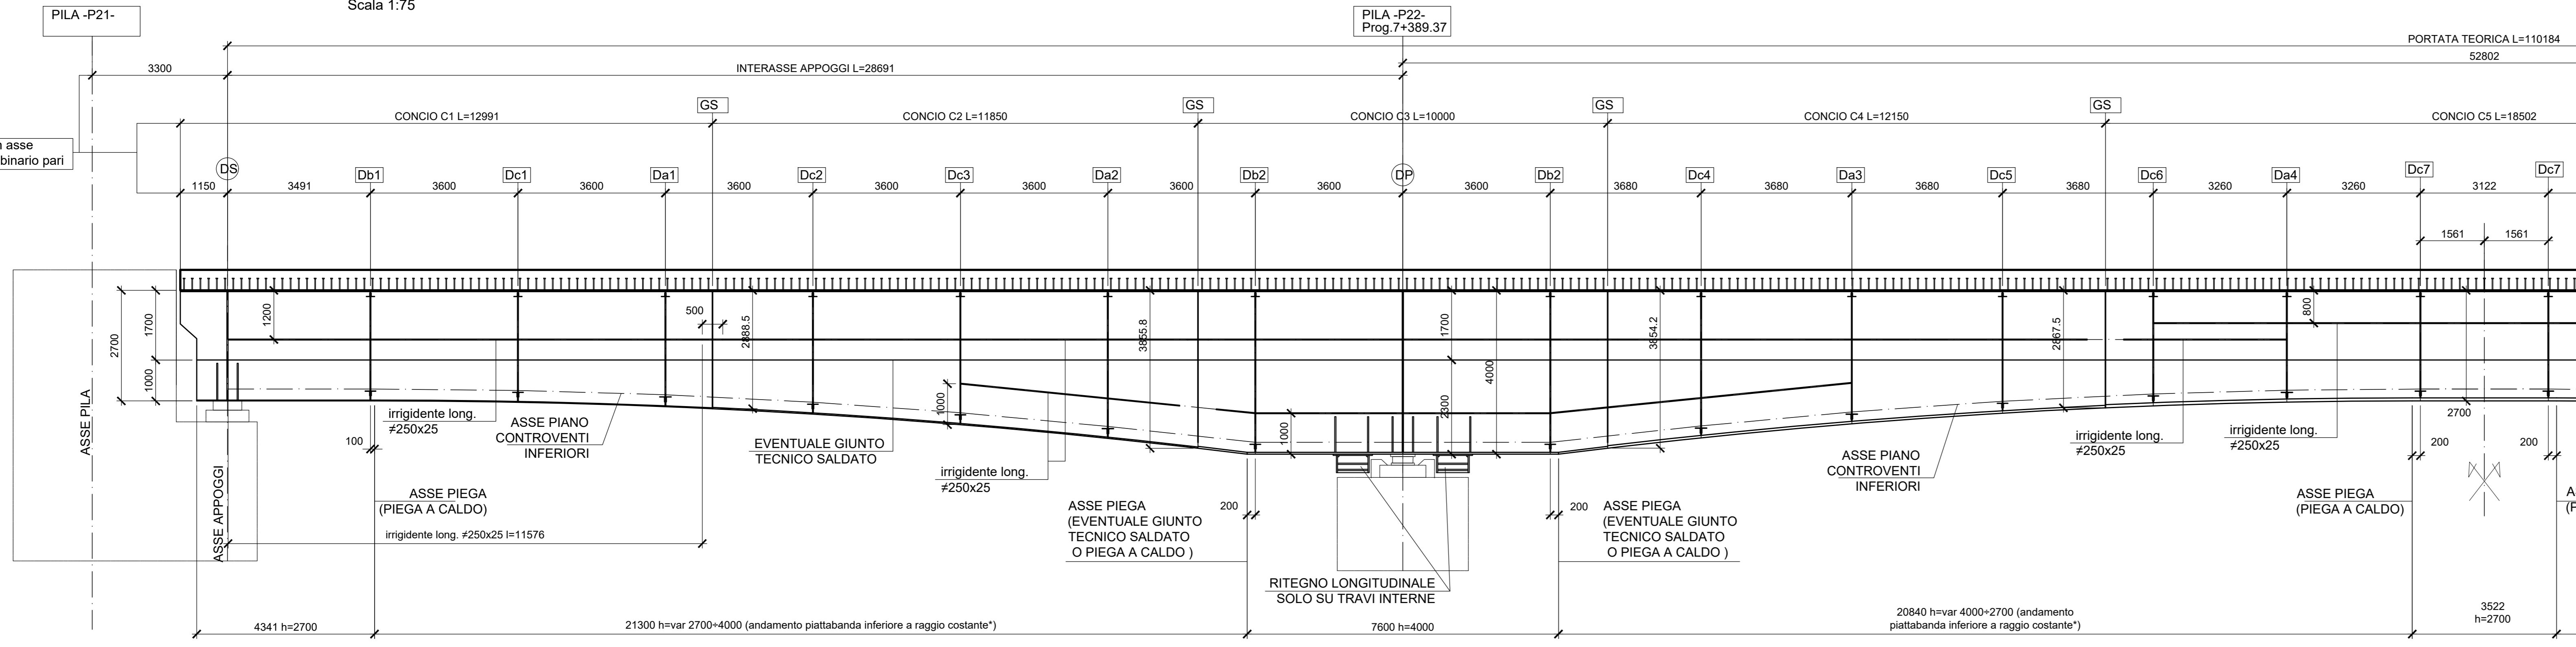 Scala 1:75
PILA -P21-
PILA -P22-
Prog.7+389.37
PORTATA TEORICA L=110184
3300
INTERASSE APPOGGI L=28691
52802
GS
GS
GS
GS
CONCIO C1 L=12991
CONCIO C2 L=11850
CONCIO C3 L=10000
CONCIO C4 L=12150
CONCIO C5 L=18502
asse
binario pari
DS
Db1
Dc1
Da1
Dc2
Dc3
Da2
Db2
DP
Db2
Dc4
Da3
Dc5
Dc6
Da4
Dc7
Dc7
1150
3491
3600
3600
3600
3600
3600
3600
3600
3600
3680
3680
3680
3680
3260
3260
3122
1561
1561
2700
1700
1000
1200
500
2888.5
3855.8
1700
2300
4000
3854.2
2867.5
800
2700
1000
1000
irrigidente long.
≠250x25
ASSE PIANO
CONTROVENTI
INFERIORI
EVENTUALE GIUNTO
TECNICO SALDATO
irrigidente long.
≠250x25
ASSE PIANO
CONTROVENTI
INFERIORI
irrigidente long.
≠250x25
irrigidente long.
≠250x25
100
200
200
200
200
ASSE PILA
ASSE APPOGGI
ASSE PIEGA
(PIEGA A CALDO)
irrigidente long. ≠250x25 l=11576
ASSE PIEGA
(EVENTUALE GIUNTO
TECNICO SALDATO
O PIEGA A CALDO )
ASSE PIEGA
(EVENTUALE GIUNTO
TECNICO SALDATO
O PIEGA A CALDO )
ASSE PIEGA
(PIEGA A CALDO)
RITEGNO LONGITUDINALE
SOLO SU TRAVI INTERNE
4341 h=2700
21300 h=var 2700÷4000 (andamento piattabanda inferiore a raggio costante*)
7600 h=4000
20840 h=var 4000÷2700 (andamento
piattabanda inferiore a raggio costante*)
3522
h=2700